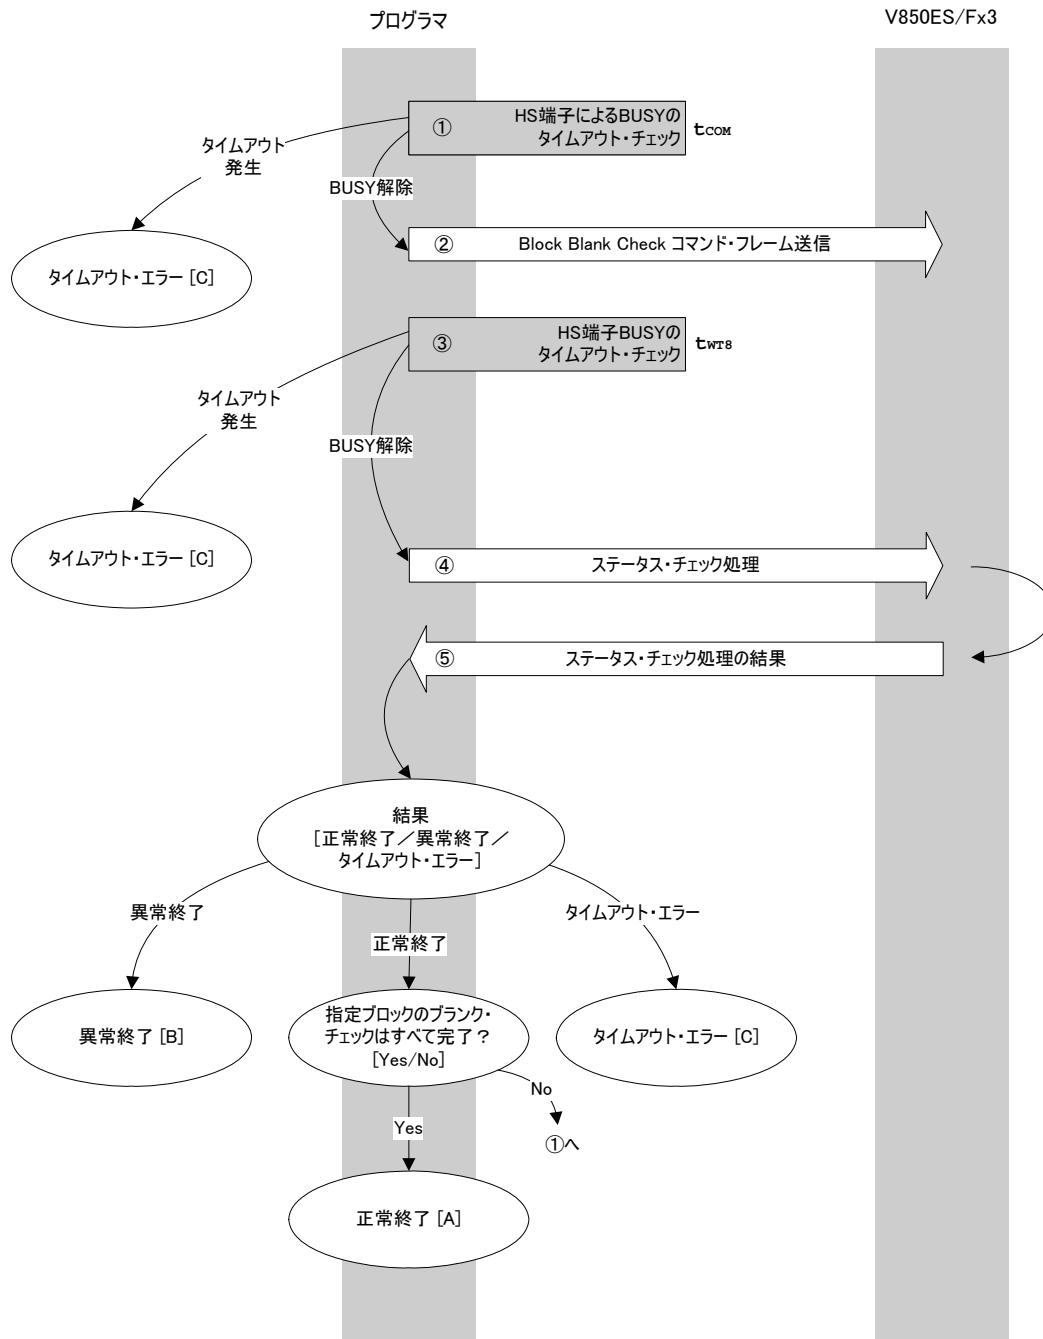 プログラマ
V850ES/Fx3
① HS端子によるBUSYの
タイムアウト・チェック
tCOM
タイムアウト
発生
BUSY解除
② Block Blank Check コマンド・フレーム送信
タイムアウト・エラー [C]
③ HS端子BUSYの
タイムアウト・チェック
tWT8
タイムアウト
発生
BUSY解除
タイムアウト・エラー [C]
④ ステータス・チェック処理
⑤ ステータス・チェック処理の結果
結果
[正常終了／異常終了／
タイムアウト・エラー]
異常終了
正常終了
タイムアウト・エラー
異常終了 [B]
指定ブロックのブランク・
チェックはすべて完了？
[Yes/No]
タイムアウト・エラー [C]
No
Yes
①へ
正常終了 [A]